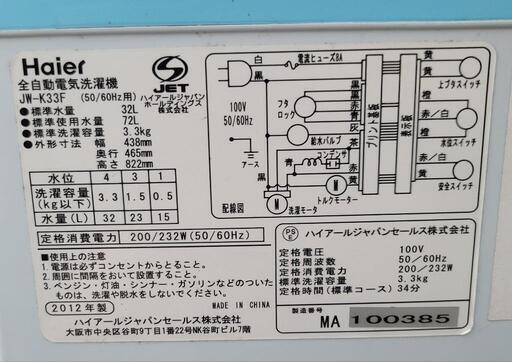 Haier
全自動電気洗濯機
JW-K33F (50/60Hz用)
S
JET
ハイアールジャパン
ホールディングス
株式会社
●標準水量 32L
●標準使用水量 72L
●標準洗濯容量 3.3kg
●外形寸法 幅 438mm
奥行 465mm
高さ 822mm
水位 4 3 1
洗濯容量(kg以下) 3.3 1.5 0.5
水量(L) 32 23 15
定格消費電力 200/232W(50/60Hz)
白
電流ヒューズ8A
黒
100V
50/60Hz
アース
フタロック
給水バルブ
コンデンサ
黒
黒
赤
赤
青
灰
茶
青
赤
黄
黒
M
洗濯モータ
M
トルクモーター
配線図
プリント基板
表示板
黄
黄
上ブタスイッチ
赤/白
水位スイッチ
赤/白
安全スイッチ
■使用上の注意
1.電源は必ずコンセントからとること。
2.周囲に間隔をおいて設置すること。
3.ベンジン・灯油・シンナー・ガソリンなどのついた
ものは、洗濯や脱水をしないでください。
2012年製
MADE IN CHINA
ハイアールジャパンセールス株式会社
大阪市中央区谷町9丁目1番22号NK谷町ビル7階
PS
E
ハイアールジャパンセールス株式会社
定格電圧 100V
定格周波数 50/60Hz
定格消費電力 200/232W
標準洗濯容量 3.3kg
定格時間(標準コース) 34分
製造番号 MA 100385